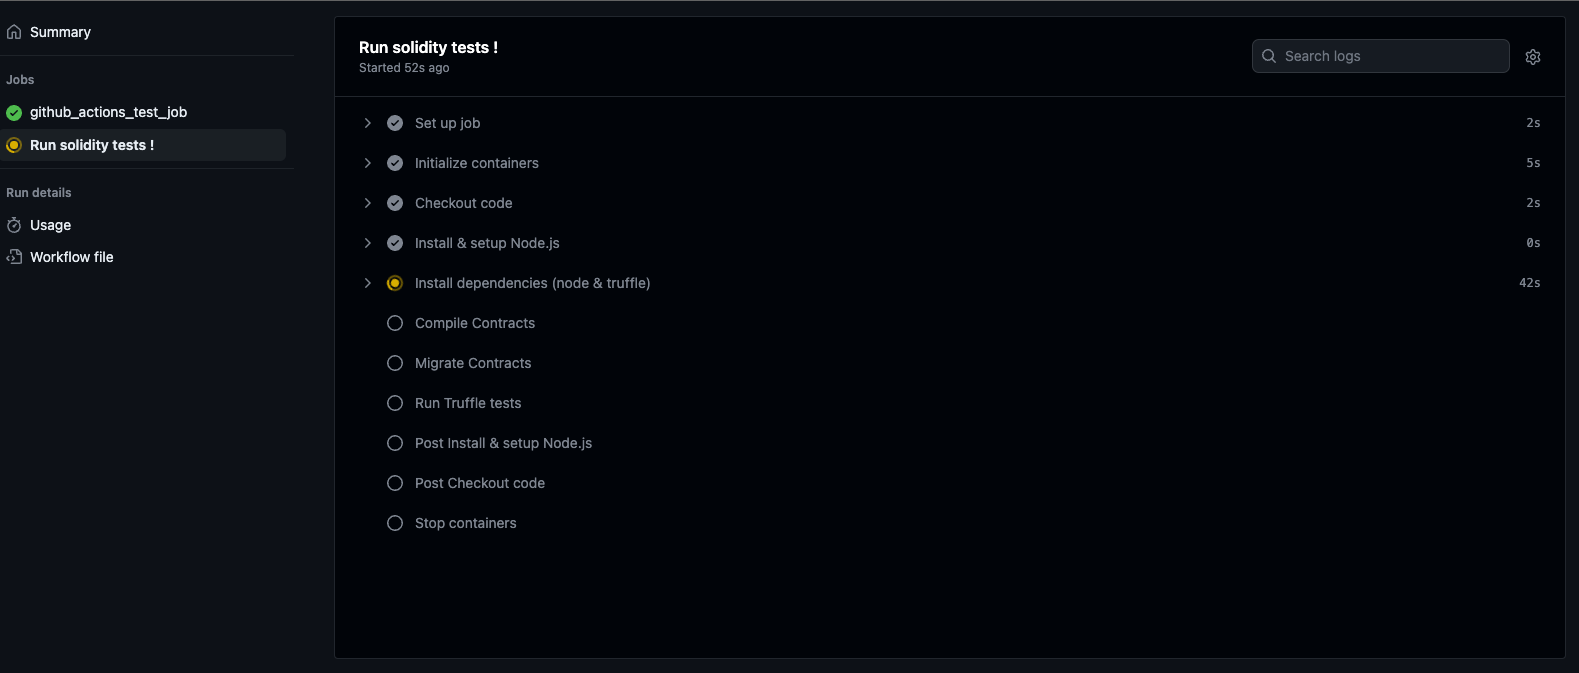 Summary
Jobs
github_actions_test_job
Run solidity tests !
Run details
Usage
Workflow file
Run solidity tests !
Started 52s ago
Search logs
Set up job 2s
Initialize containers 5s
Checkout code 2s
Install & setup Node.js 0s
Install dependencies (node & truffle) 42s
Compile Contracts
Migrate Contracts
Run Truffle tests
Post Install & setup Node.js
Post Checkout code
Stop containers